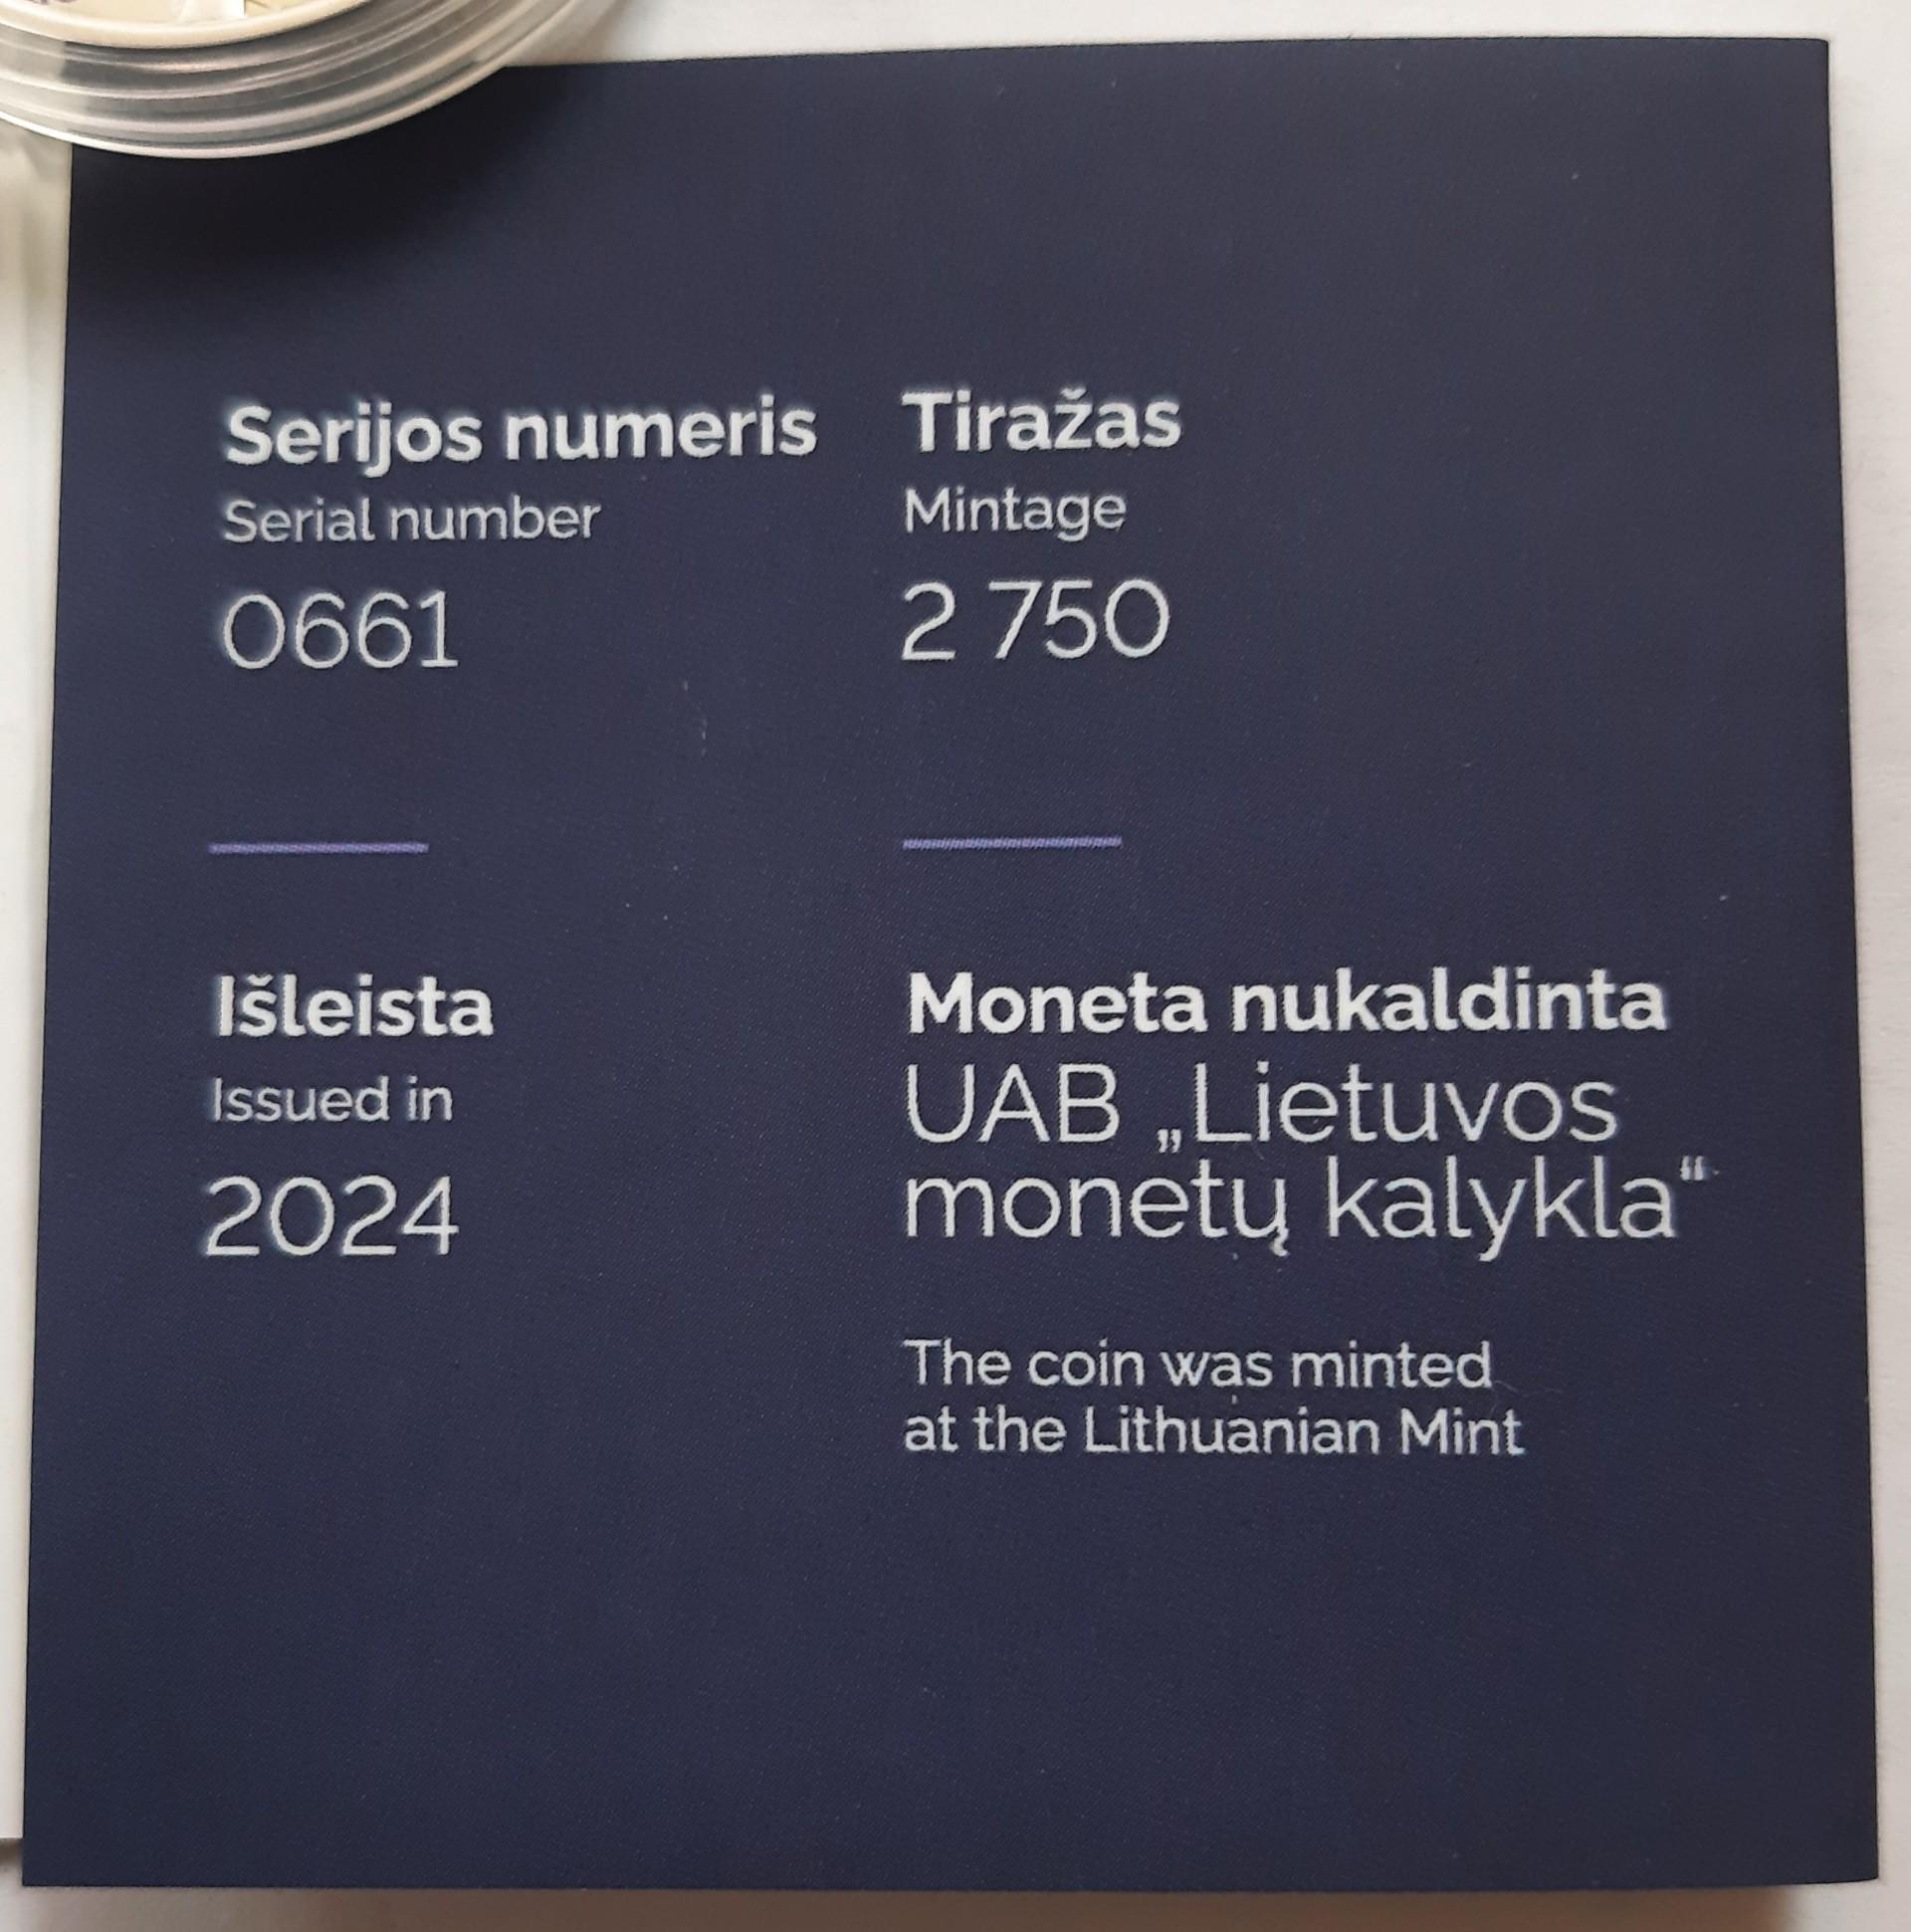 Serijos numeris
Serial number
0661
Tiražas
Mintage
2 750
Išleista
Issued in
2024
Moneta nukaldinta
UAB „Lietuvos
monetų kalykla“
The coin was minted
at the Lithuanian Mint